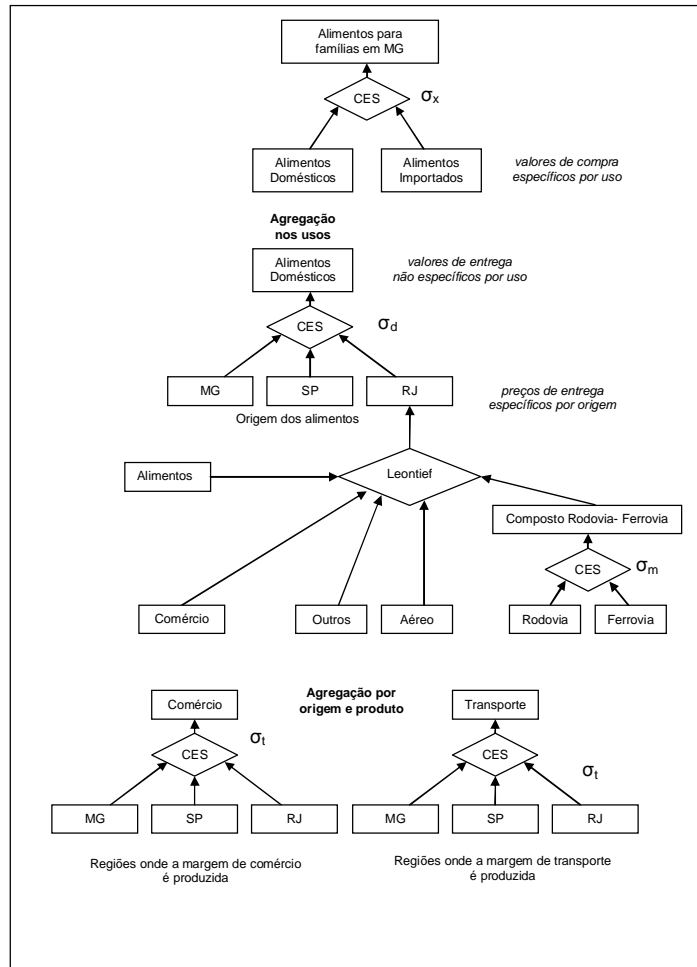 Alimentos para
famílias em MG
CES
σx
Alimentos
Domésticos
Alimentos
Importados
valores de compra
específicos por uso
Agregação
nos usos
Alimentos
Domésticos
valores de entrega
não específicos por uso
CES
σd
MG
SP
RJ
Origem dos alimentos
preços de entrega
específicos por origem
Alimentos
Leontief
Composto Rodovia- Ferrovia
CES
σm
Comércio
Outros
Aéreo
Rodovia
Ferrovia
Agregação por
origem e produto
Comércio
CES
σt
MG
SP
RJ
Regiões onde a margem de comércio
é produzida
Transporte
CES
σt
MG
SP
RJ
Regiões onde a margem de transporte
é produzida